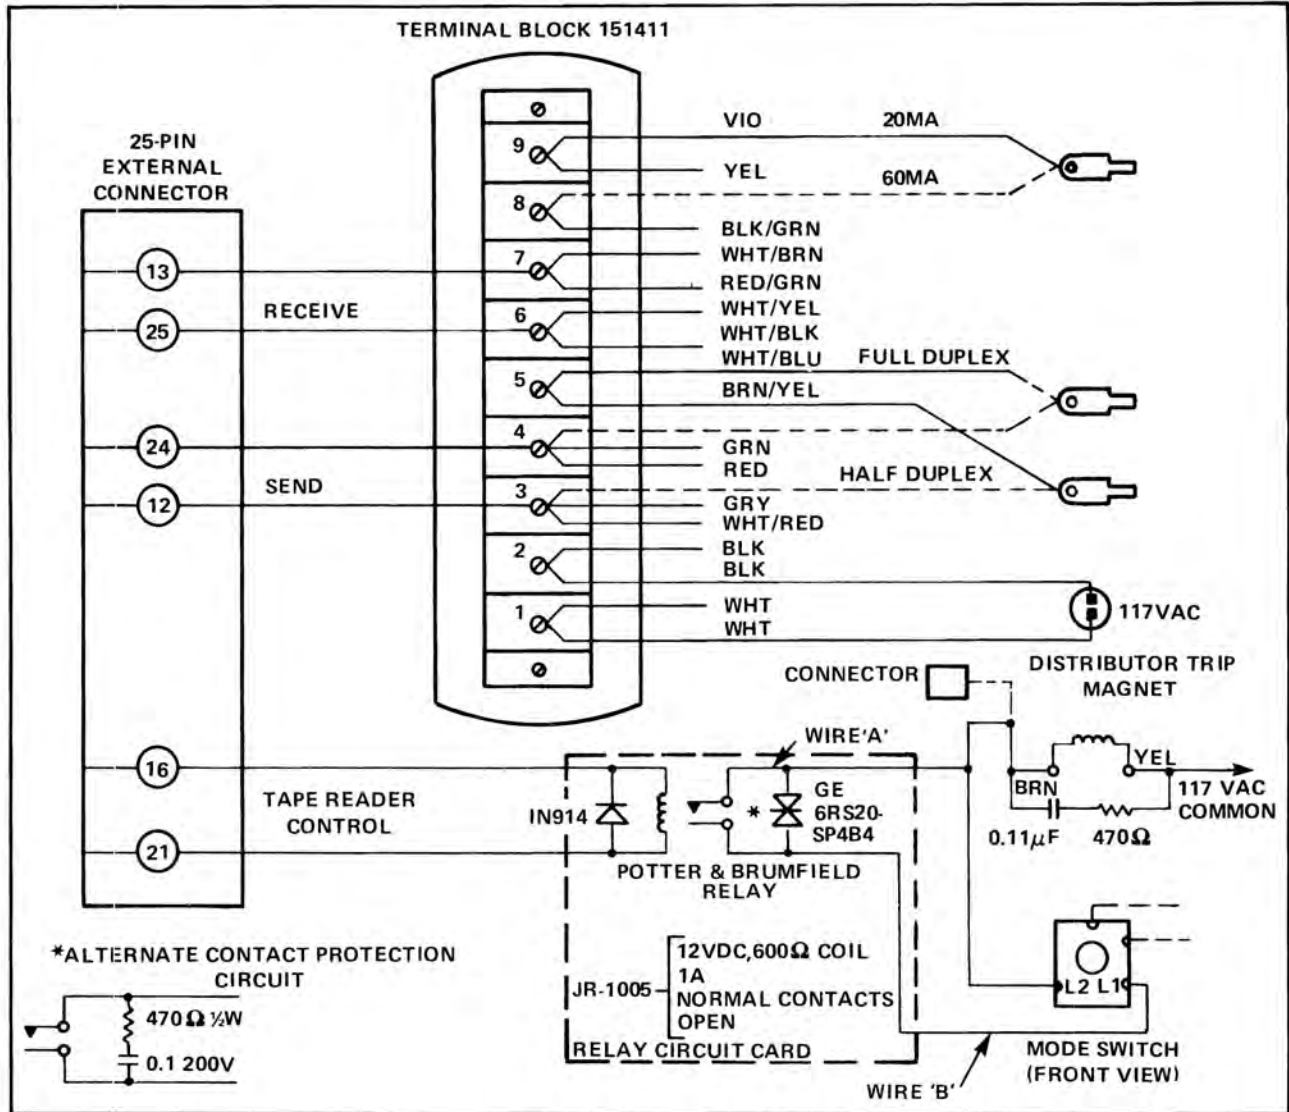 TERMINAL BLOCK 151411
25-PIN
EXTERNAL
CONNECTOR
13
25
24
12
16
21
RECEIVE
SEND
TAPE READER
CONTROL
9
8
7
6
5
4
3
2
1
VIO
20MA
YEL
60MA
BLK/GRN
WHT/BRN
RED/GRN
WHT/YEL
WHT/BLK
WHT/BLU
FULL DUPLEX
BRN/YEL
GRN
RED
HALF DUPLEX
GRY
WHT/RED
BLK
BLK
WHT
WHT
117VAC
CONNECTOR
DISTRIBUTOR TRIP
MAGNET
WIRE 'A'
YEL
BRN
117 VAC
COMMON
0.11μF
470Ω
IN914
*
GE
6RS20-
SP4B4
POTTER & BRUMFIELD
RELAY
JR-1005
12VDC,600Ω COIL
1A
NORMAL CONTACTS
OPEN
RELAY CIRCUIT CARD
L2 L1
MODE SWITCH
(FRONT VIEW)
WIRE 'B'
*ALTERNATE CONTACT PROTECTION
CIRCUIT
470Ω ½W
0.1 200V